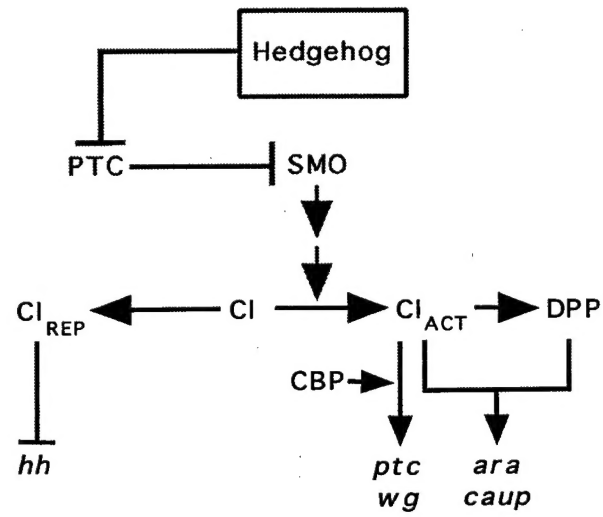 Hedgehog
PTC
SMO
CI REP
CI
CI ACT
DPP
CBP
hh
ptc
wg
ara
caup